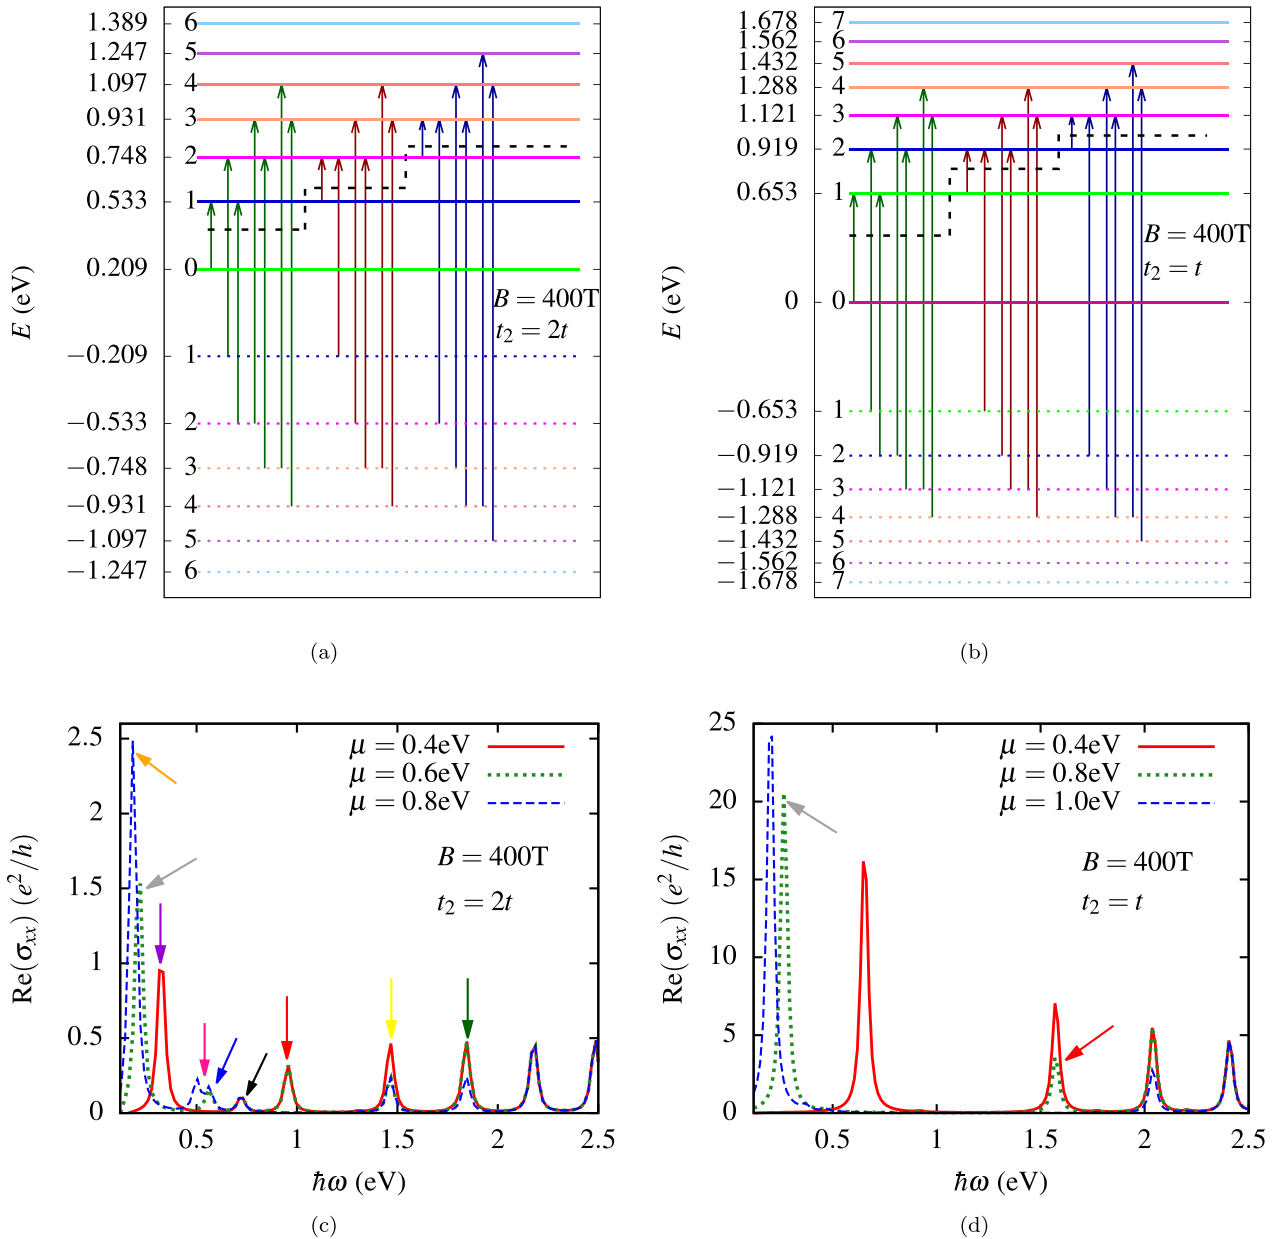 1.389 6
1.247 5
1.097 4
0.931 3
0.748 2
0.533 1
0.209 0
−0.209 1
−0.533 2
−0.748 3
−0.931 4
−1.097 5
−1.247 6
E (eV)
B = 400T
t2 = 2t
(a)
1.678 7
1.562 6
1.432 5
1.288 4
1.121 3
0.919 2
0.653 1
0 0
−0.653 1
−0.919 2
−1.121 3
−1.288 4
−1.432 5
−1.562 6
−1.678 7
E (eV)
B = 400T
t2 = t
(b)
2.5
2
1.5
1
0.5
0
Re(σxx) (e²/h)
μ = 0.4eV
μ = 0.6eV
μ = 0.8eV
B = 400T
t2 = 2t
0.5 1 1.5 2 2.5
ħω (eV)
(c)
25
20
15
10
5
0
Re(σxx) (e²/h)
μ = 0.4eV
μ = 0.8eV
μ = 1.0eV
B = 400T
t2 = t
0.5 1 1.5 2 2.5
ħω (eV)
(d)